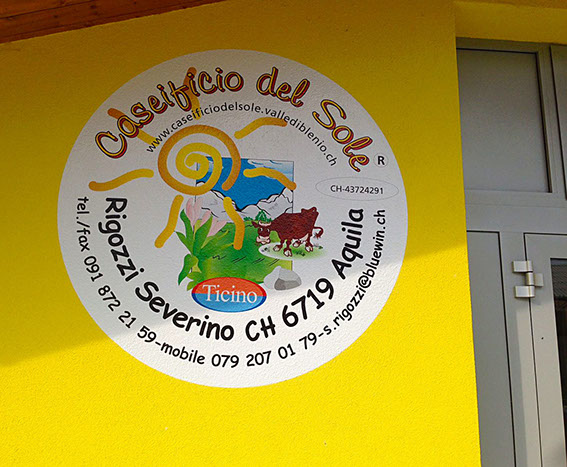 Caseificio del Sole
®
www.caseificiodelsole.vallediblenio.ch
CH-43724291
Ticino
Rigozzi Severino CH 6719 Aquila
tel./fax 091 872 21 59-mobile 079 207 01 79-s.rigozzi@bluewin.ch